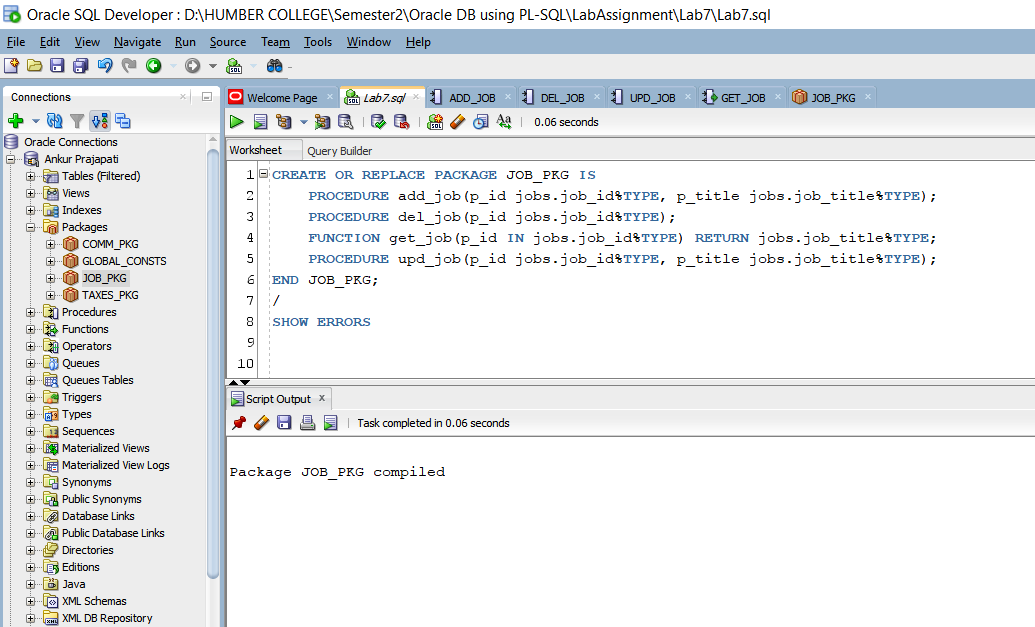 Oracle SQL Developer : D:\HUMBER COLLEGE\Semester2\Oracle DB using PL-SQL\LabAssignment\Lab7\Lab7.sql
File Edit View Navigate Run Source Team Tools Window Help
Connections
Oracle Connections
Ankur Prajapati
Tables (Filtered)
Views
Indexes
Packages
COMM_PKG
GLOBAL_CONSTS
JOB_PKG
TAXES_PKG
Procedures
Functions
Operators
Queues
Queues Tables
Triggers
Types
Sequences
Materialized Views
Materialized View Logs
Synonyms
Public Synonyms
Database Links
Public Database Links
Directories
Editions
Java
XML Schemas
XML DB Repository
Welcome Page Lab7.sql ADD_JOB DEL_JOB UPD_JOB GET_JOB JOB_PKG
0.06 seconds
Worksheet Query Builder
1 CREATE OR REPLACE PACKAGE JOB_PKG IS
2 PROCEDURE add_job(p_id jobs.job_id%TYPE, p_title jobs.job_title%TYPE);
3 PROCEDURE del_job(p_id jobs.job_id%TYPE);
4 FUNCTION get_job(p_id IN jobs.job_id%TYPE) RETURN jobs.job_title%TYPE;
5 PROCEDURE upd_job(p_id jobs.job_id%TYPE, p_title jobs.job_title%TYPE);
6 END JOB_PKG;
7 /
8 SHOW ERRORS
9
10
Script Output
Task completed in 0.06 seconds
Package JOB_PKG compiled